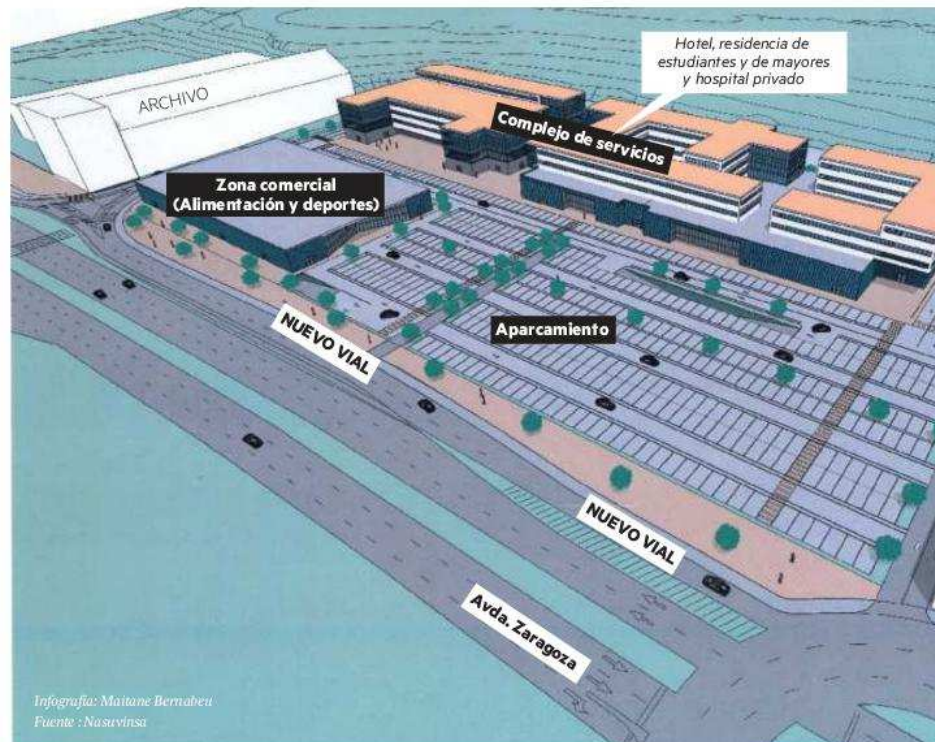 Hotel, residencia de
estudiantes y de mayores
y hospital privado
ARCHIVO
Complejo de servicios
Zona comercial
(Alimentación y deportes)
NUEVO VIAL
Aparcamiento
NUEVO VIAL
Avda. Zaragoza
Infografía: Maitane Bernabeu
Fuente : Nasuvinsa